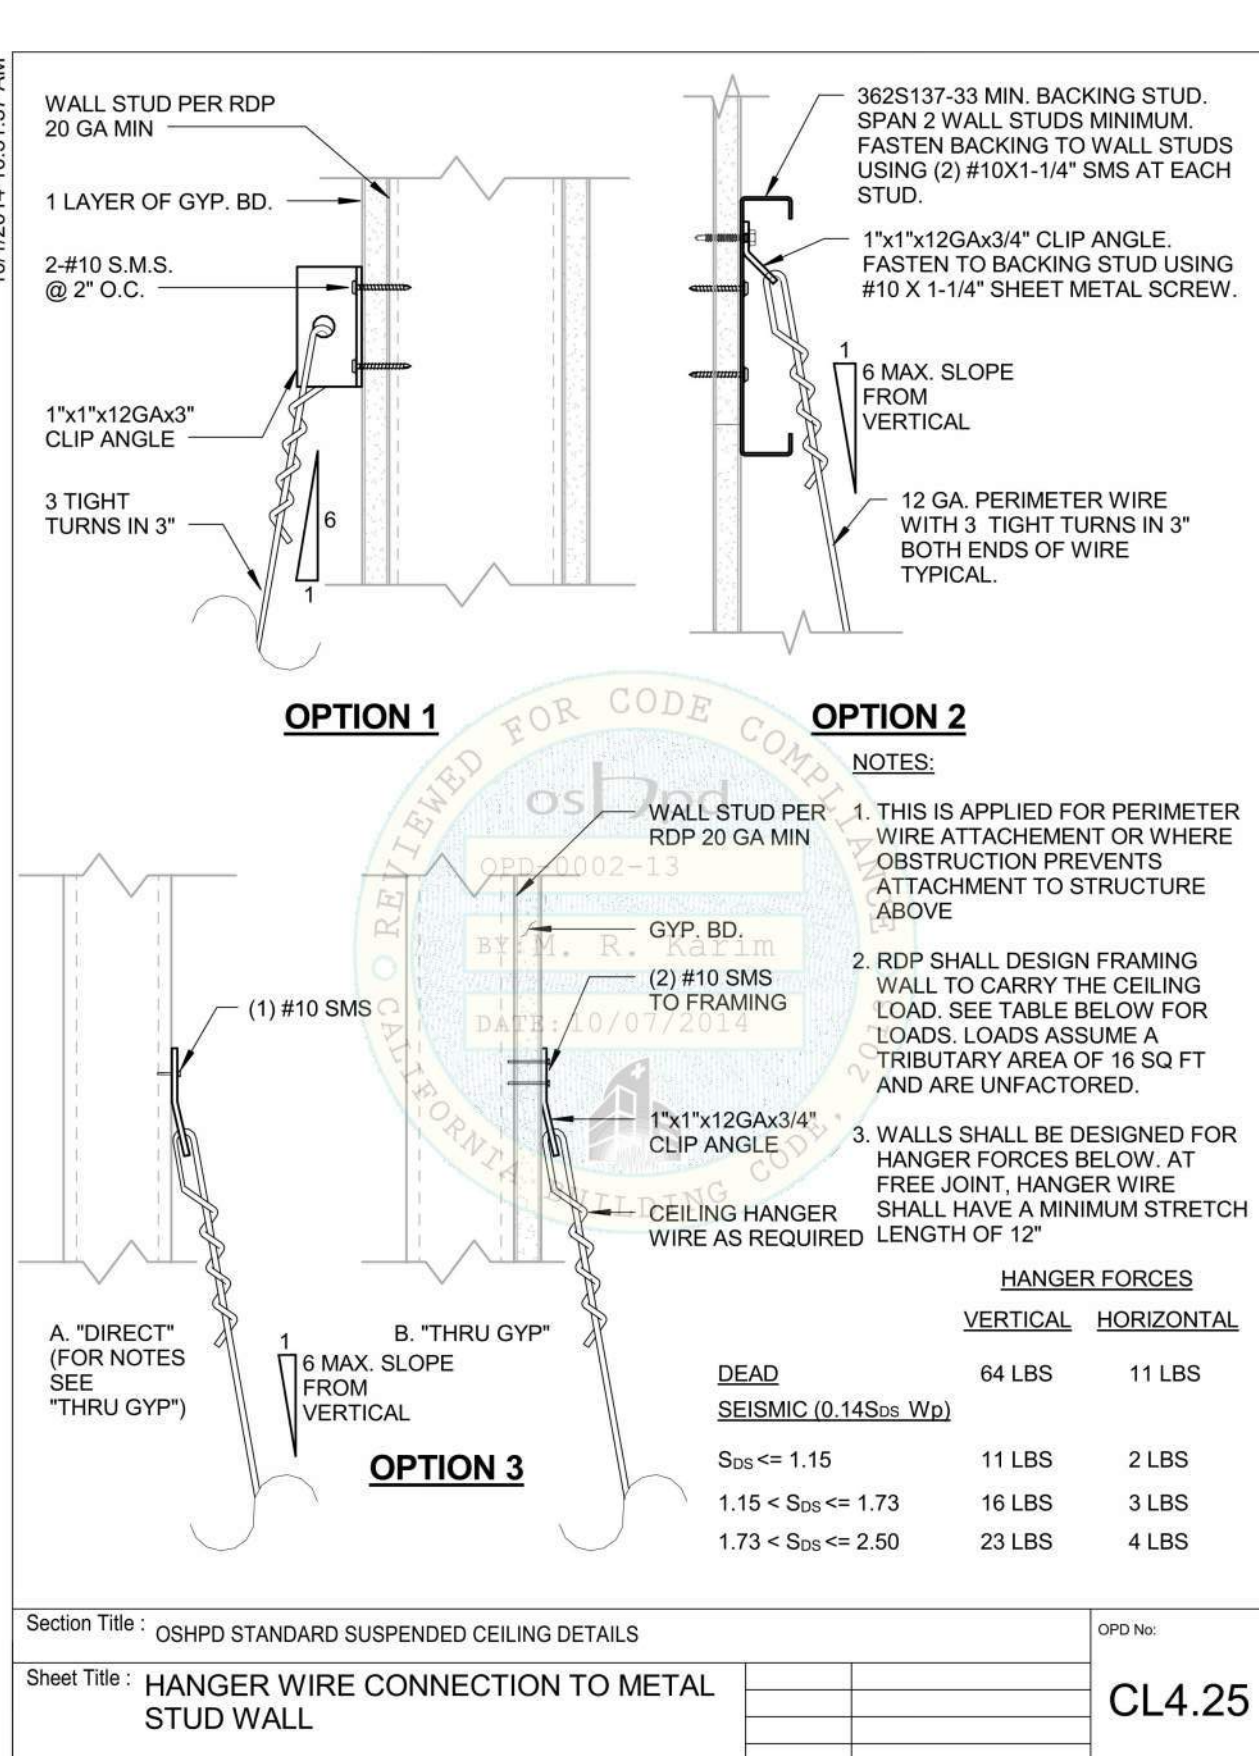 WALL STUD PER RDP
20 GA MIN
1 LAYER OF GYP. BD.
2-#10 S.M.S.
@ 2" O.C.
1"x1"x12GAx3"
CLIP ANGLE
3 TIGHT
TURNS IN 3"
6
1
OPTION 1
362S137-33 MIN. BACKING STUD.
SPAN 2 WALL STUDS MINIMUM.
FASTEN BACKING TO WALL STUDS
USING (2) #10X1-1/4" SMS AT EACH
STUD.
1"x1"x12GAx3/4" CLIP ANGLE.
FASTEN TO BACKING STUD USING
#10 X 1-1/4" SHEET METAL SCREW.
1
6 MAX. SLOPE
FROM
VERTICAL
12 GA. PERIMETER WIRE
WITH 3 TIGHT TURNS IN 3"
BOTH ENDS OF WIRE
TYPICAL.
OPTION 2
REVIEWED FOR CODE COMPLIANCE
oshpd
OPD-0002-13
BY: M. R. Karim
DATE: 10/07/2014
CALIFORNIA BUILDING CODE, 2013
WALL STUD PER
RDP 20 GA MIN
GYP. BD.
(2) #10 SMS
TO FRAMING
1"x1"x12GAx3/4"
CLIP ANGLE
CEILING HANGER
WIRE AS REQUIRED
(1) #10 SMS
A. "DIRECT"
(FOR NOTES
SEE
"THRU GYP")
B. "THRU GYP"
1
6 MAX. SLOPE
FROM
VERTICAL
OPTION 3
NOTES:
1. THIS IS APPLIED FOR PERIMETER
WIRE ATTACHEMENT OR WHERE
OBSTRUCTION PREVENTS
ATTACHMENT TO STRUCTURE
ABOVE
2. RDP SHALL DESIGN FRAMING
WALL TO CARRY THE CEILING
LOAD. SEE TABLE BELOW FOR
LOADS. LOADS ASSUME A
TRIBUTARY AREA OF 16 SQ FT
AND ARE UNFACTORED.
3. WALLS SHALL BE DESIGNED FOR
HANGER FORCES BELOW. AT
FREE JOINT, HANGER WIRE
SHALL HAVE A MINIMUM STRETCH
LENGTH OF 12"
HANGER FORCES
VERTICAL HORIZONTAL
DEAD 64 LBS 11 LBS
SEISMIC (0.14SDS Wp)
SDS <= 1.15 11 LBS 2 LBS
1.15 < SDS <= 1.73 16 LBS 3 LBS
1.73 < SDS <= 2.50 23 LBS 4 LBS
Section Title : OSHPD STANDARD SUSPENDED CEILING DETAILS
OPD No:
Sheet Title : HANGER WIRE CONNECTION TO METAL
STUD WALL
CL4.25